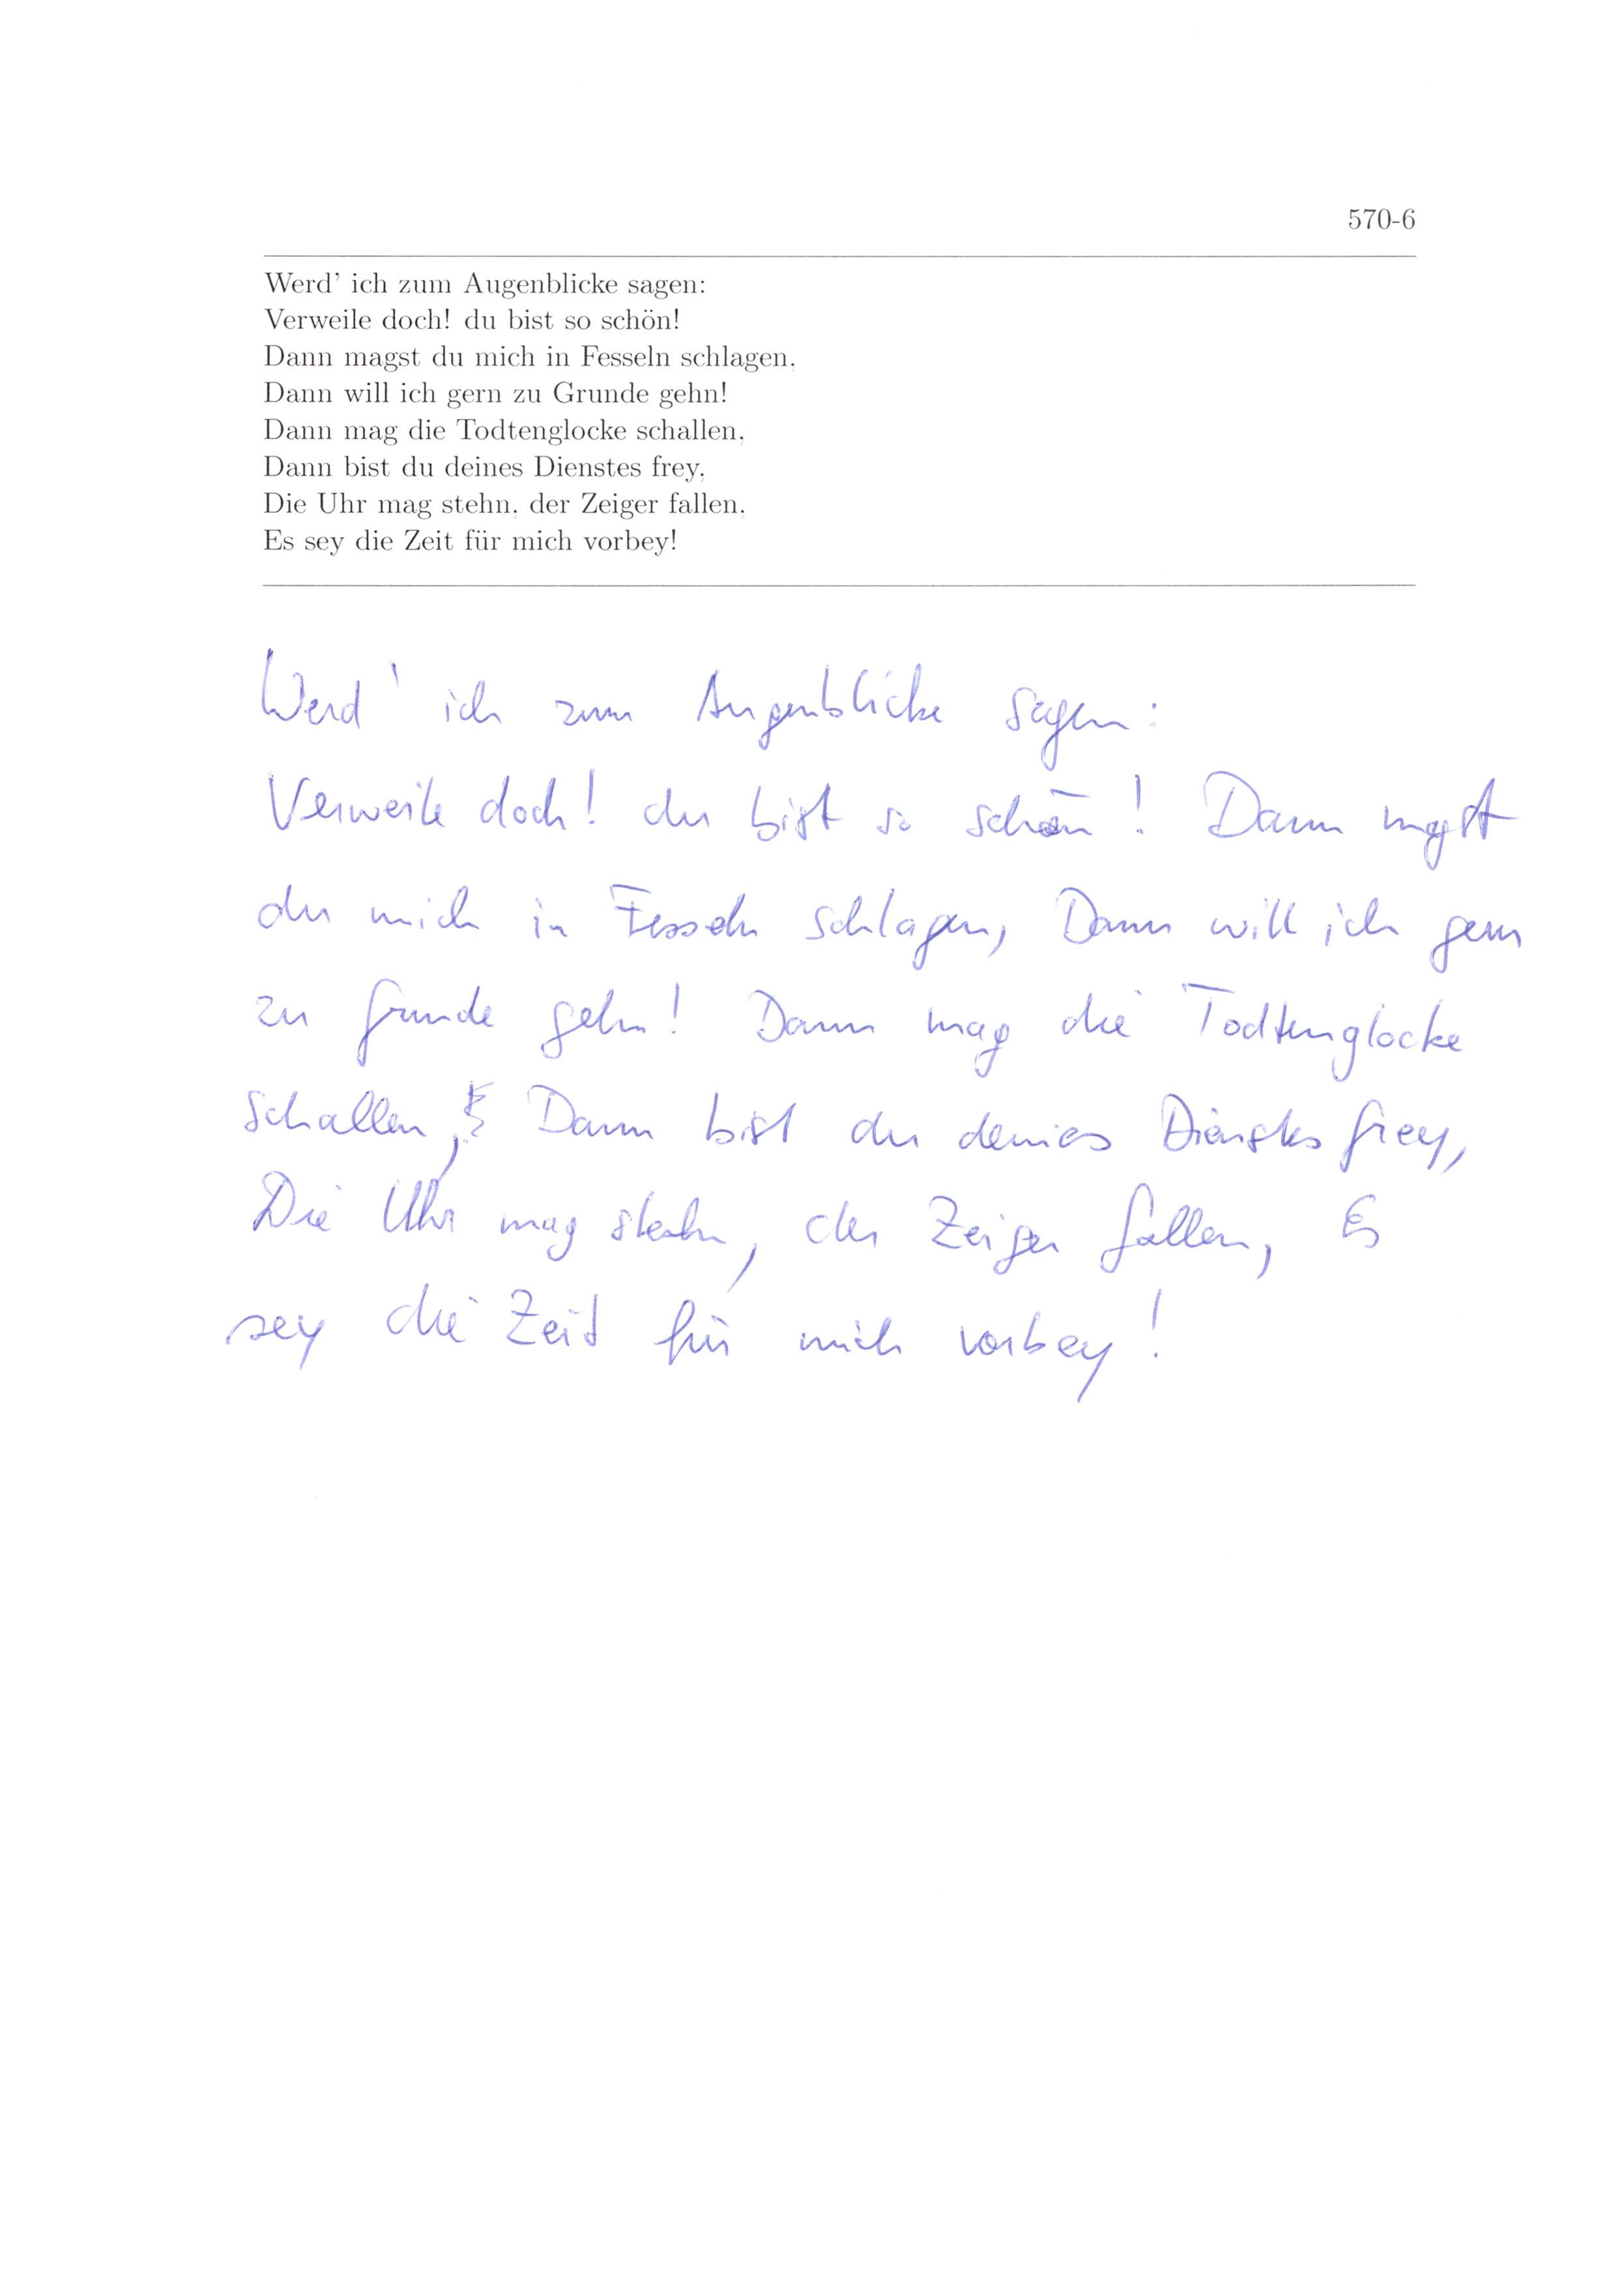 570-6
Werd' ich zum Augenblicke sagen:
Verweile doch! du bist so schön!
Dann magst du mich in Fesseln schlagen,
Dann will ich gern zu Grunde gehn!
Dann mag die Todtenglocke schallen,
Dann bist du deines Dienstes frey,
Die Uhr mag stehn, der Zeiger fallen,
Es sey die Zeit für mich vorbey!
Werd' ich zum Augenblicke sagen:
Verweile doch! du bist so schön! Dann magst
du mich in Fesseln schlagen, Dann will ich gern
zu Grunde gehn! Dann mag die Todtenglocke
schallen, Dann bist du deines Dienstes frey,
Die Uhr mag stehn, der Zeiger fallen, Es
sey die Zeit für mich vorbey!